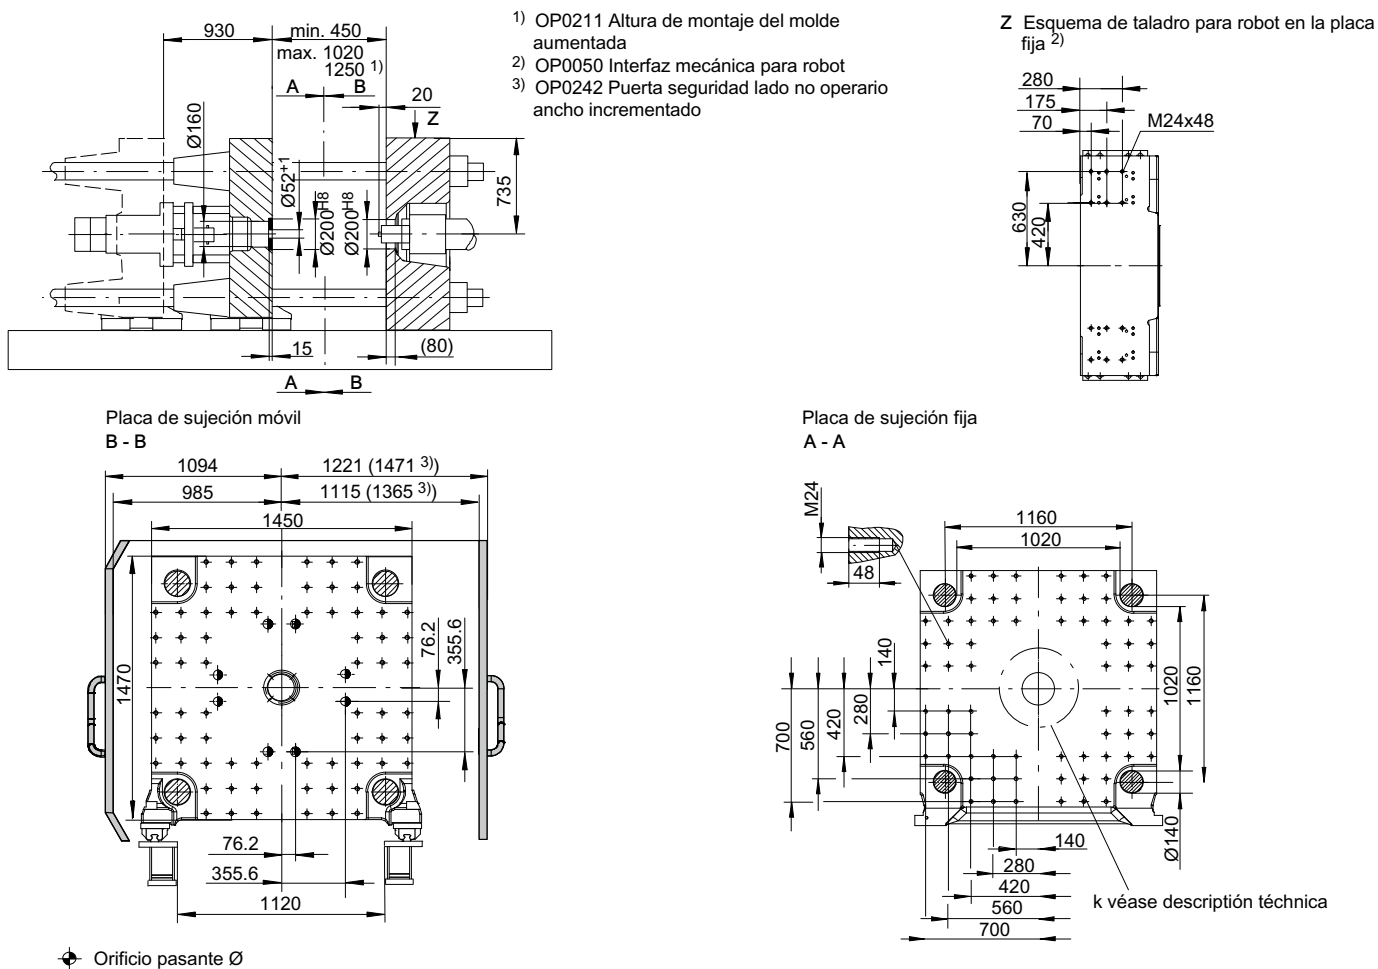 930
min. 450
max. 1020
1250 1)
A B
20
Z
Ø160
Ø52+1
Ø200H8
Ø200H8
735
15
(80)
A B
1) OP0211 Altura de montaje del molde
aumentada
2) OP0050 Interfaz mecánica para robot
3) OP0242 Puerta seguridad lado no operario
ancho incrementado
Z Esquema de taladro para robot en la placa
fija 2)
280
175
70
M24x48
630
420
Placa de sujeción móvil
B - B
1094
1221 (1471 3))
985
1115 (1365 3))
1450
1470
76.2
355.6
76.2
355.6
1120
Orificio pasante Ø
Placa de sujeción fija
A - A
M24
48
1160
1020
140
280
420
560
700
1020
1160
Ø140
140
280
420
560
700
k véase descriptión téchnica